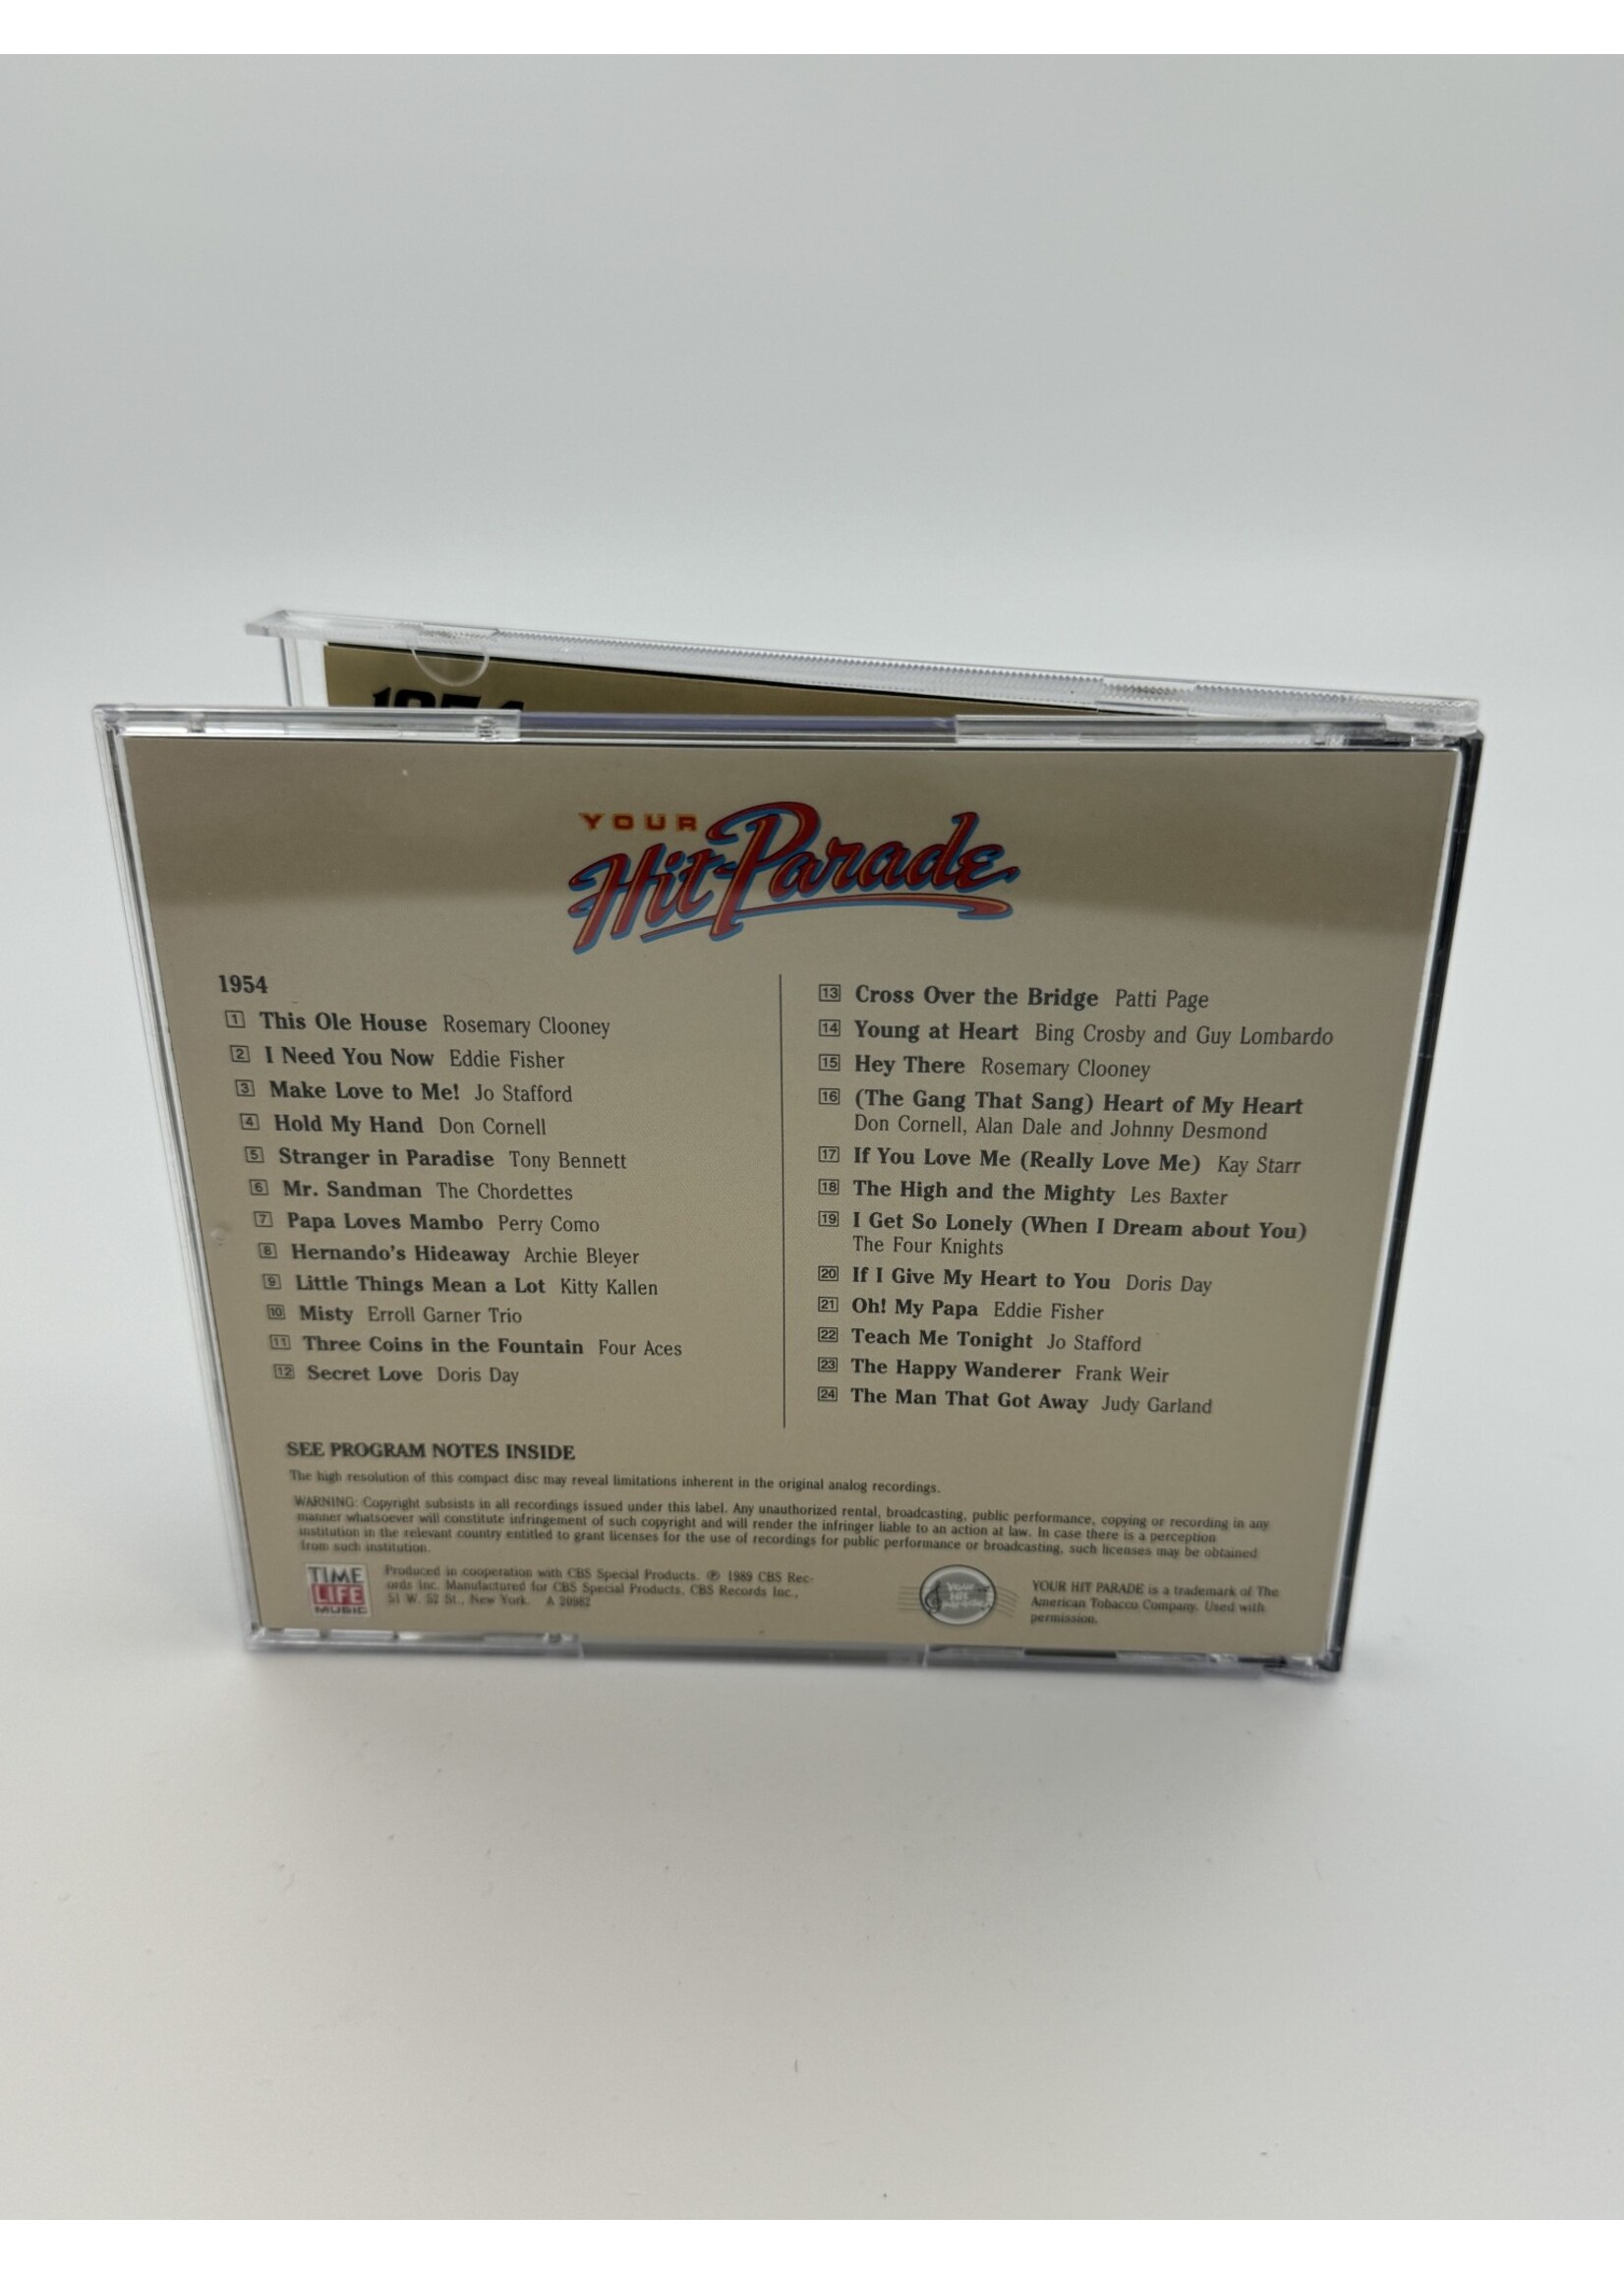 1954
YOUR
Hit Parade
1954
1 This Ole House Rosemary Clooney
2 I Need You Now Eddie Fisher
3 Make Love to Me! Jo Stafford
4 Hold My Hand Don Cornell
5 Stranger in Paradise Tony Bennett
6 Mr. Sandman The Chordettes
7 Papa Loves Mambo Perry Como
8 Hernando's Hideaway Archie Bleyer
9 Little Things Mean a Lot Kitty Kallen
10 Misty Erroll Garner Trio
11 Three Coins in the Fountain Four Aces
12 Secret Love Doris Day
13 Cross Over the Bridge Patti Page
14 Young at Heart Bing Crosby and Guy Lombardo
15 Hey There Rosemary Clooney
16 (The Gang That Sang) Heart of My Heart
Don Cornell, Alan Dale and Johnny Desmond
17 If You Love Me (Really Love Me) Kay Starr
18 The High and the Mighty Les Baxter
19 I Get So Lonely (When I Dream about You)
The Four Knights
20 If I Give My Heart to You Doris Day
21 Oh! My Papa Eddie Fisher
22 Teach Me Tonight Jo Stafford
23 The Happy Wanderer Frank Weir
24 The Man That Got Away Judy Garland
SEE PROGRAM NOTES INSIDE
The high resolution of this compact disc may reveal limitations inherent in the original analog recordings.
WARNING: Copyright subsists in all recordings issued under this label. Any unauthorized rental, broadcasting, public performance, copying or recording in any
manner whatsoever will constitute infringement of such copyright and will render the infringer liable to an action at law. In case there is a perception
institution in the relevant country entitled to grant licenses for the use of recordings for public performance or broadcasting, such licenses may be obtained
from such institution.
TIME
LIFE
MUSIC
Produced in cooperation with CBS Special Products. ℗ 1989 CBS Rec-
ords Inc. Manufactured for CBS Special Products, CBS Records Inc.,
51 W. 52 St., New York. A 20982
YOUR
HIT
PARADE
YOUR HIT PARADE is a trademark of The
American Tobacco Company. Used with
permission.